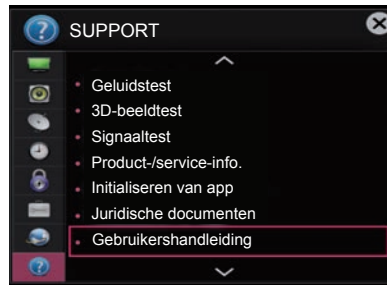 SUPPORT
Geluidstest
3D-beeldtest
Signaaltest
Product-/service-info.
Initialiseren van app
Juridische documenten
Gebruikershandleiding